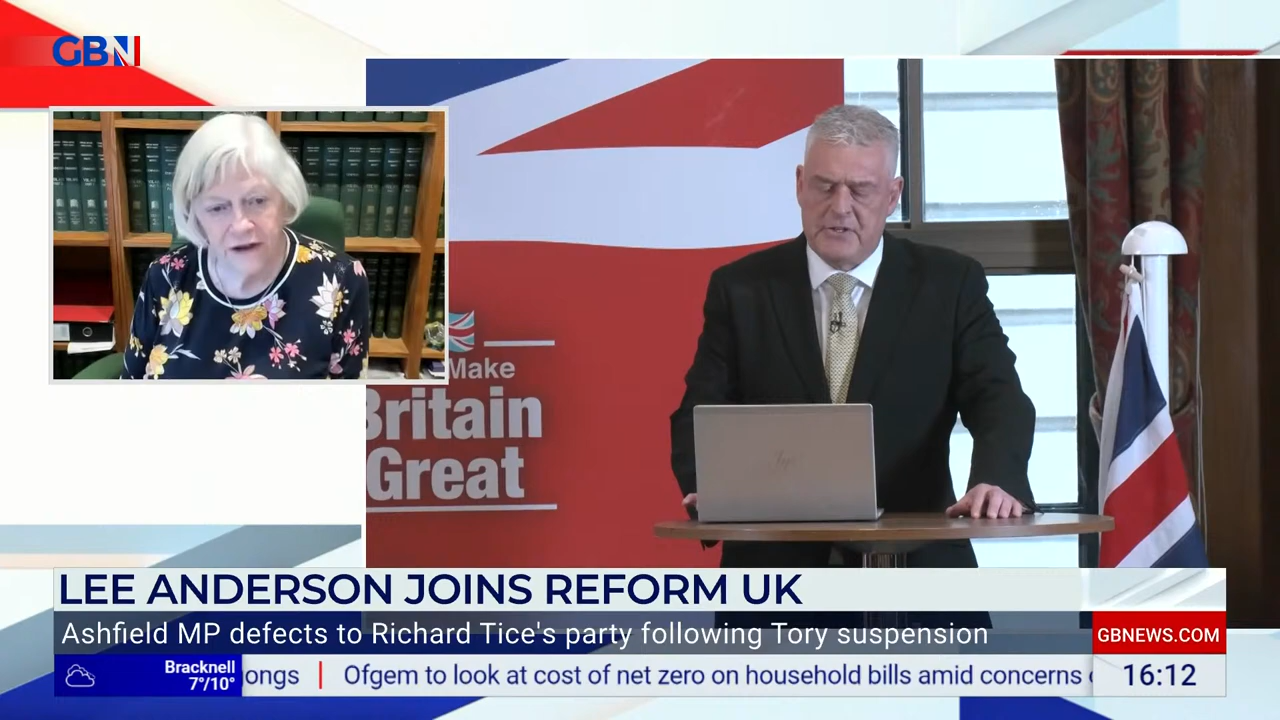 GBN
Make
Britain
Great
LEE ANDERSON JOINS REFORM UK
Ashfield MP defects to Richard Tice's party following Tory suspension
GBNEWS.COM
Bracknell
7°/10°
ongs | Ofgem to look at cost of net zero on household bills amid concerns
16:12